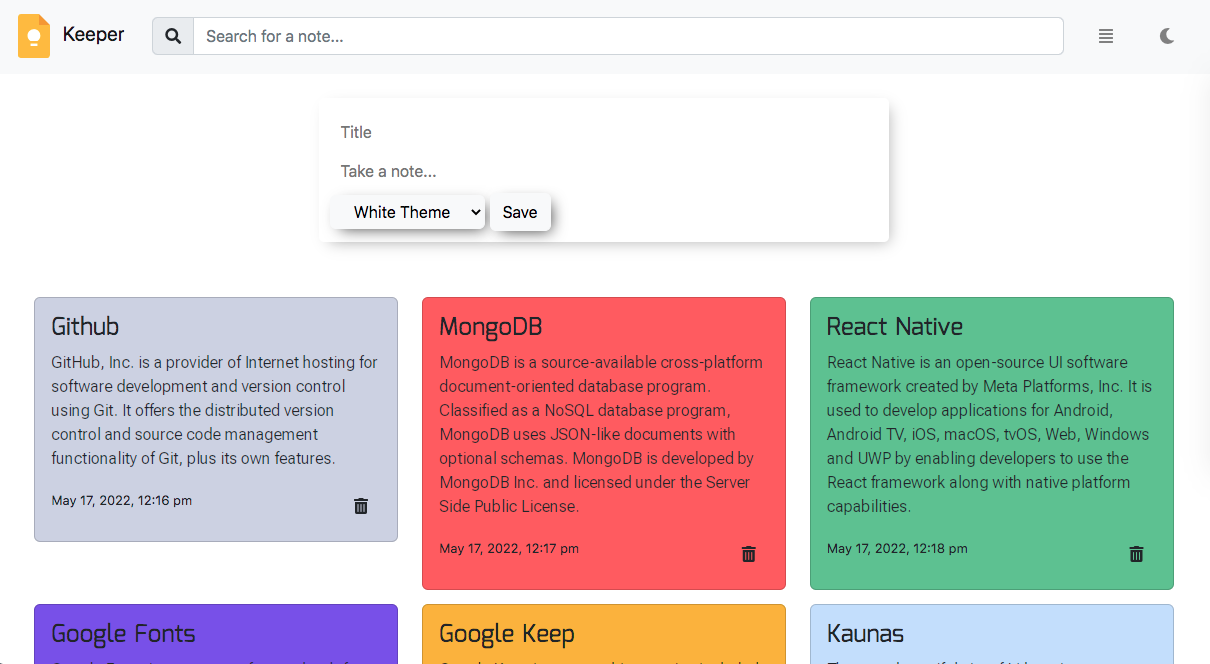 Keeper
Search for a note...
Title
Take a note...
White Theme
Save
Github
GitHub, Inc. is a provider of Internet hosting for
software development and version control
using Git. It offers the distributed version
control and source code management
functionality of Git, plus its own features.
May 17, 2022, 12:16 pm
MongoDB
MongoDB is a source-available cross-platform
document-oriented database program.
Classified as a NoSQL database program,
MongoDB uses JSON-like documents with
optional schemas. MongoDB is developed by
MongoDB Inc. and licensed under the Server
Side Public License.
May 17, 2022, 12:17 pm
React Native
React Native is an open-source UI software
framework created by Meta Platforms, Inc. It is
used to develop applications for Android,
Android TV, iOS, macOS, tvOS, Web, Windows
and UWP by enabling developers to use the
React framework along with native platform
capabilities.
May 17, 2022, 12:18 pm
Google Fonts
Google Keep
Kaunas